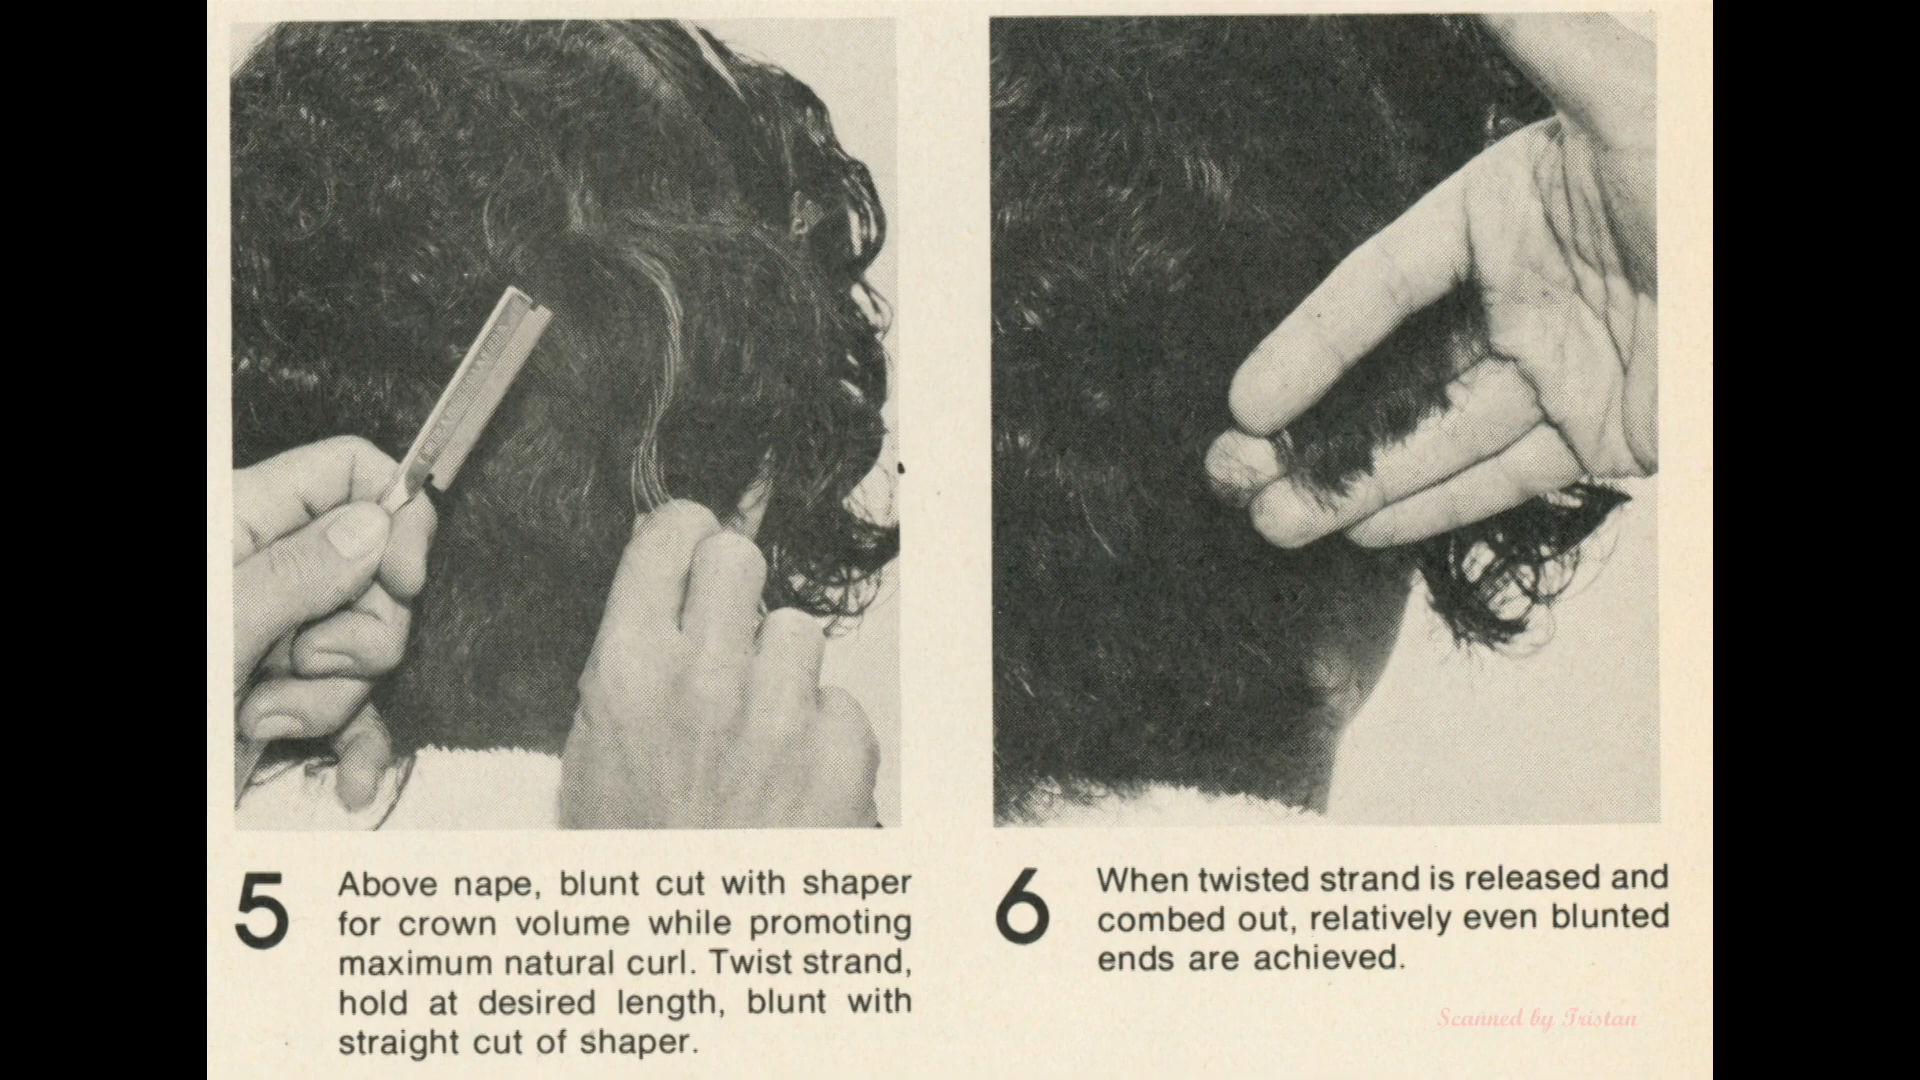 5
Above nape, blunt cut with shaper
for crown volume while promoting
maximum natural curl. Twist strand,
hold at desired length, blunt with
straight cut of shaper.
6
When twisted strand is released and
combed out, relatively even blunted
ends are achieved.
Scanned by Tristan